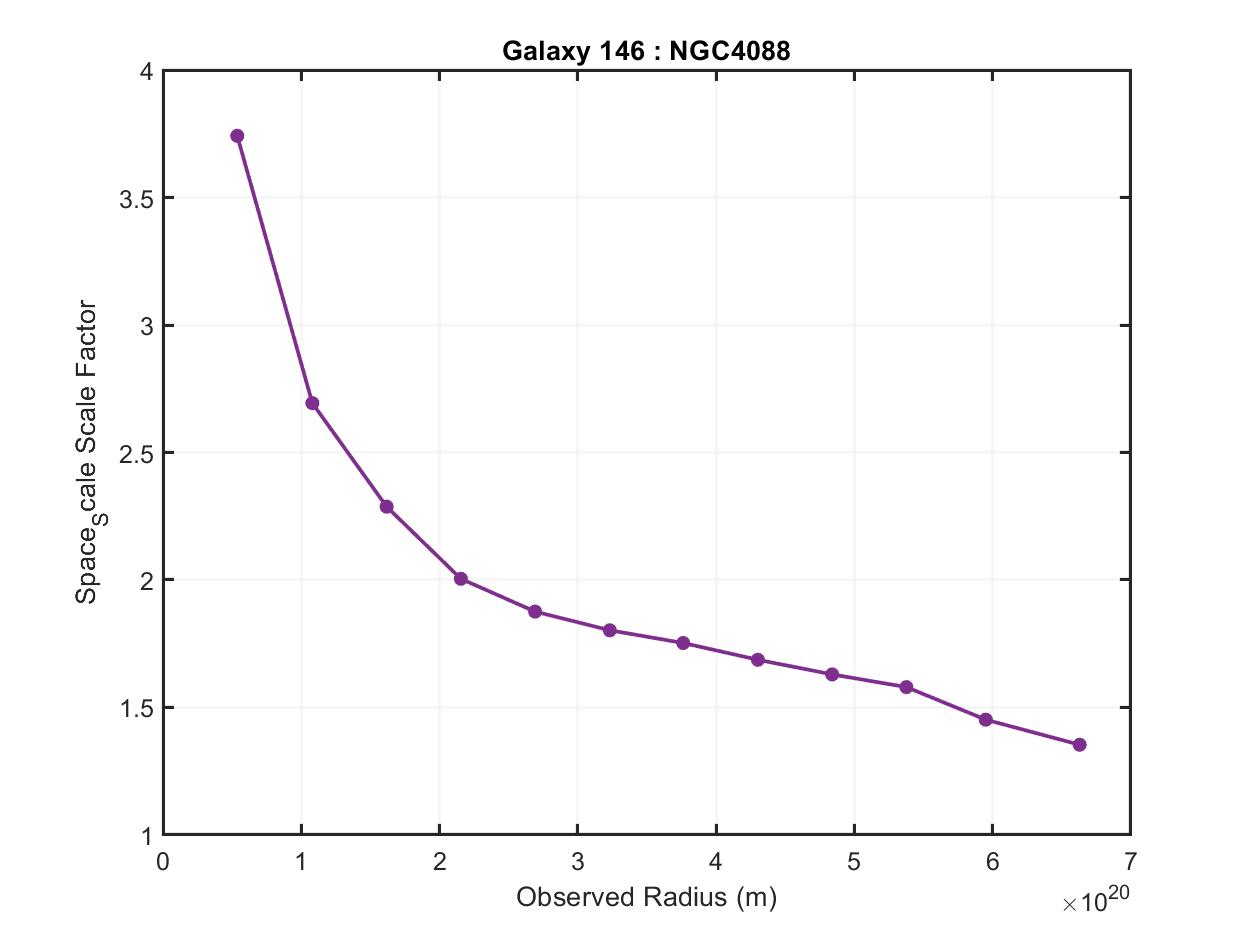 Galaxy 146 : NGC4088
4
3.5
3
2.5
2
1.5
1
Space_Scale Scale Factor
0 1 2 3 4 5 6 7
Observed Radius (m)
×10^20